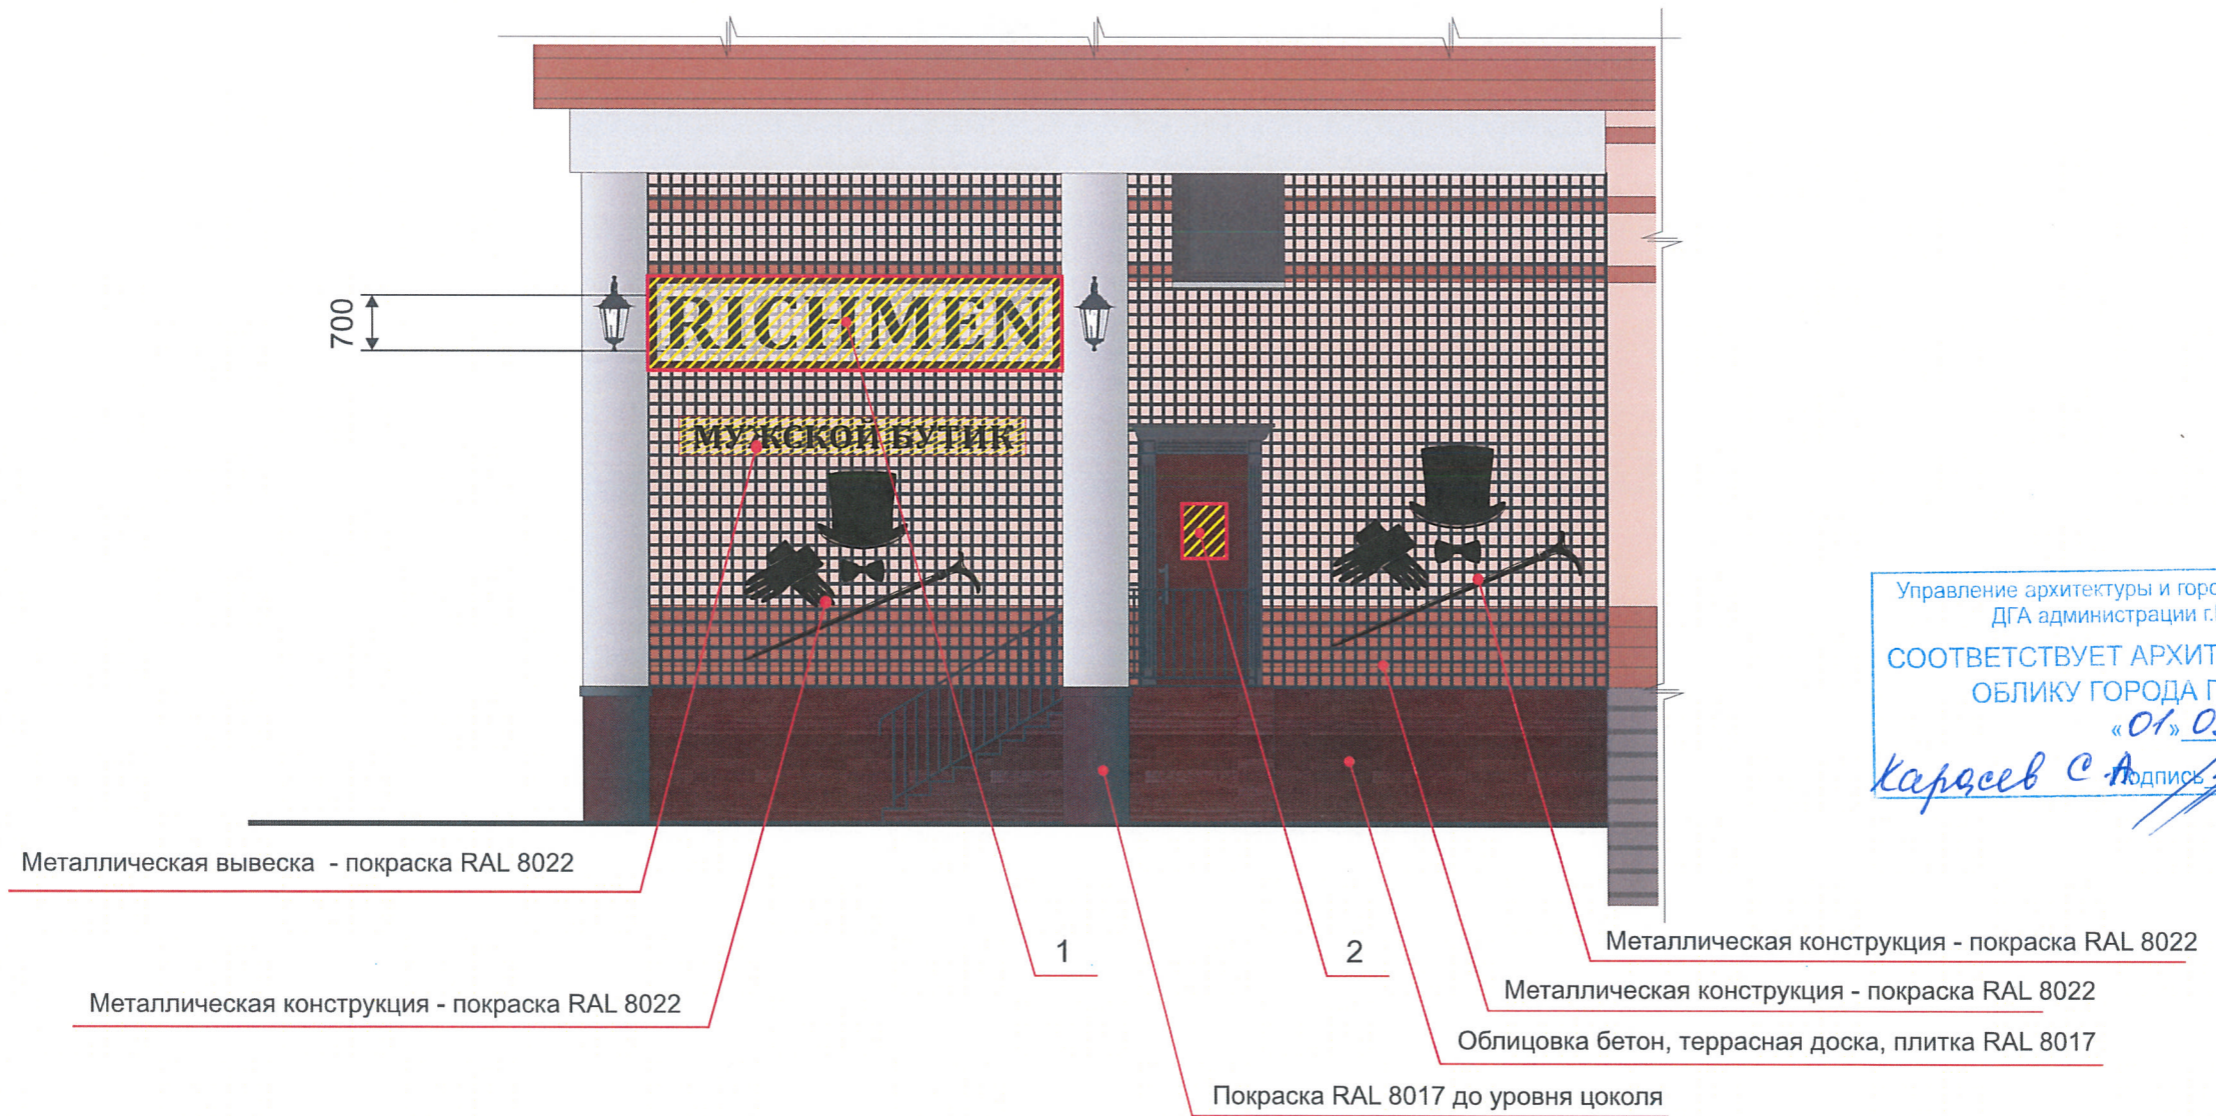 700
RICHMEN
МУЖСКОЙ БУТИК
Управление архитектуры и
ДГА администрации
СООТВЕТСТВУЕТ
ОБЛИКУ ГОРОДА
«01»
Карасев С.А. подпись
Металлическая вывеска - покраска RAL 8022
1
2
Металлическая конструкция - покраска RAL 8022
Металлическая конструкция - покраска RAL 8022
Металлическая конструкция - покраска RAL 8022
Облицовка бетон, террасная доска, плитка RAL 8017
Покраска RAL 8017 до уровня цоколя